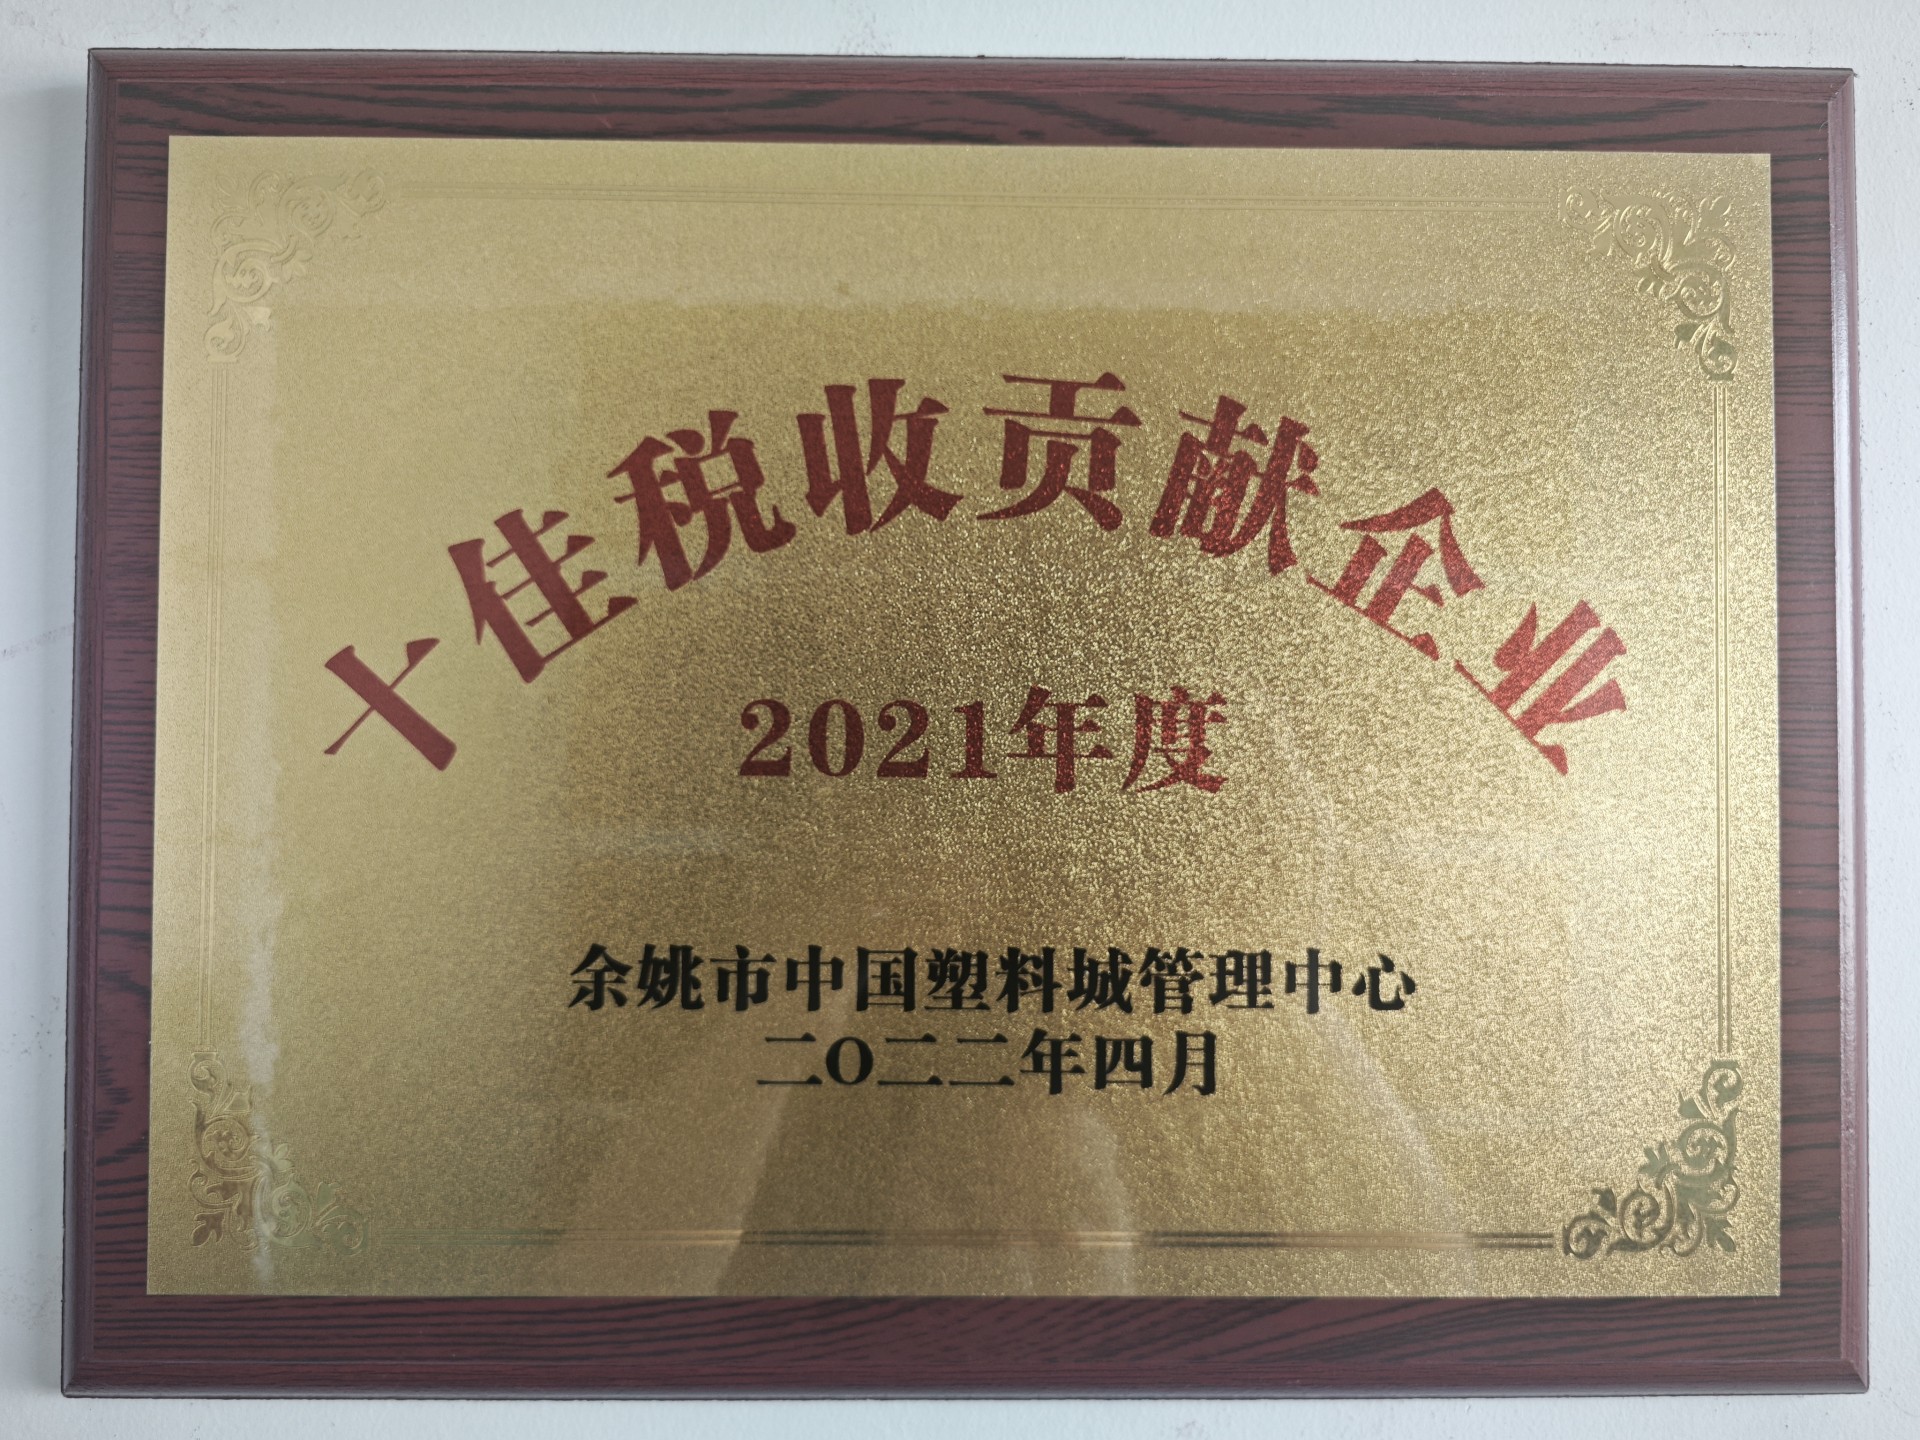 十佳税收贡献企业
2021年度
余姚市中国塑料城管理中心
二O二二年四月